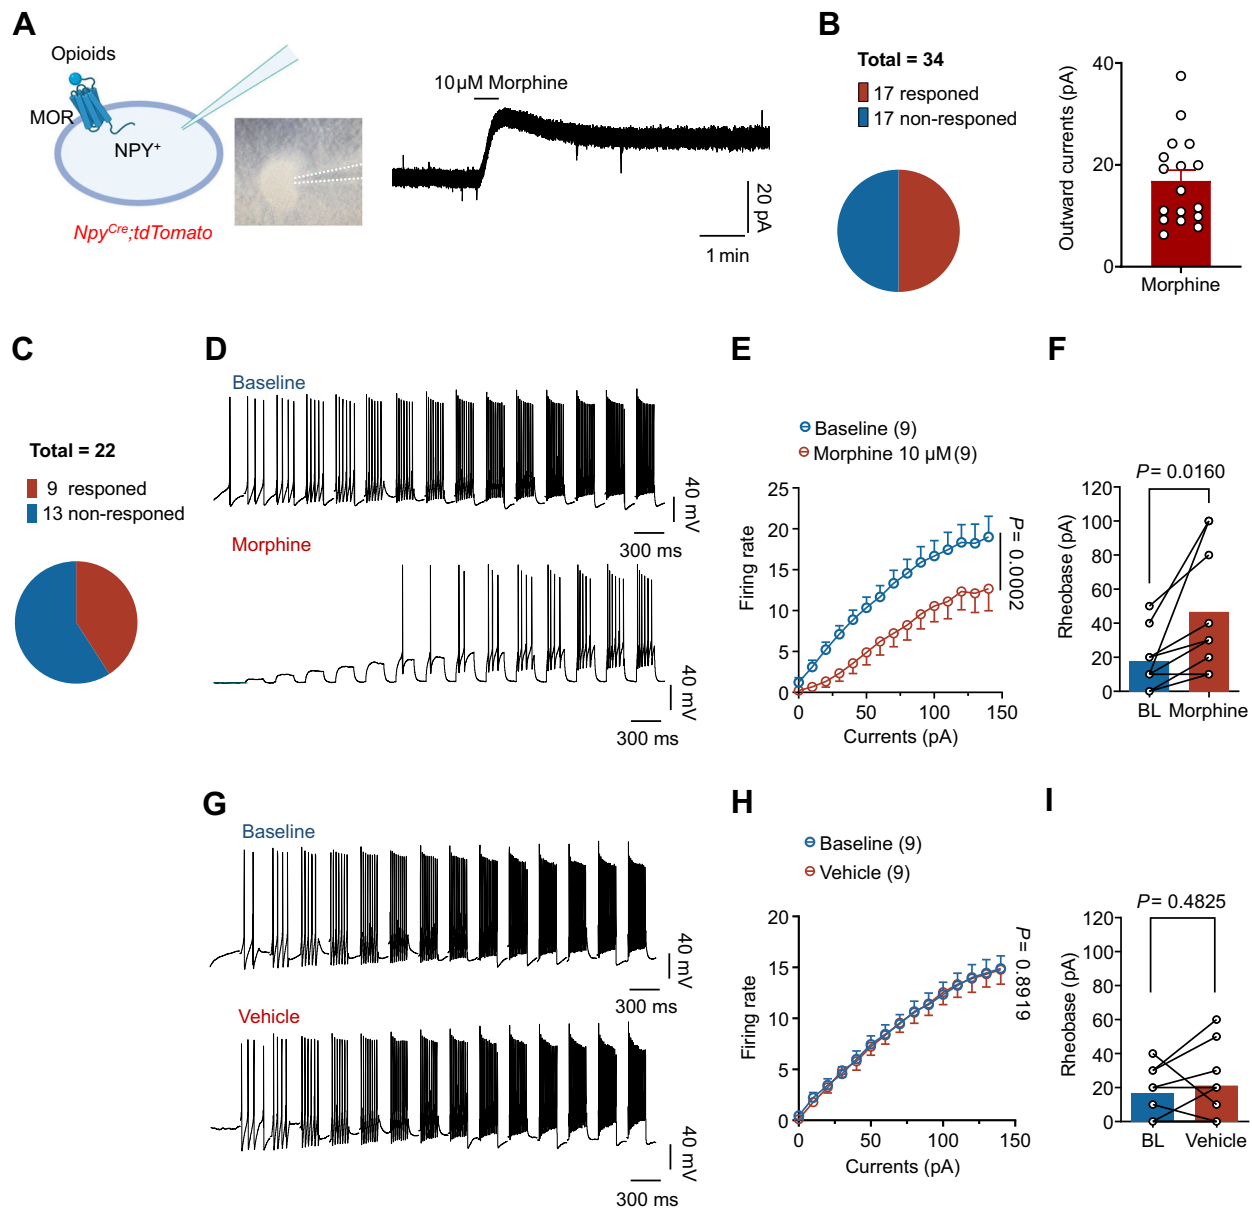 A
Opioids
MOR
NPY+
NpyCre;tdTomato
10 μM Morphine
20 pA
1 min
B
Total = 34
17 responed
17 non-responed
Outward currents (pA)
40
20
0
Morphine
C
Total = 22
9 responed
13 non-responed
D
Baseline
40 mV
300 ms
Morphine
40 mV
300 ms
E
Baseline (9)
Morphine 10 μM (9)
Firing rate
25
20
15
10
5
0
0 50 100 150
Currents (pA)
P = 0.0002
F
P = 0.0160
Rheobase (pA)
120
100
80
60
40
20
0
BL Morphine
G
Baseline
40 mV
300 ms
Vehicle
40 mV
300 ms
H
Baseline (9)
Vehicle (9)
Firing rate
20
15
10
5
0
0 50 100 150
Currents (pA)
P = 0.8919
I
P = 0.4825
Rheobase (pA)
120
100
80
60
40
20
0
BL Vehicle